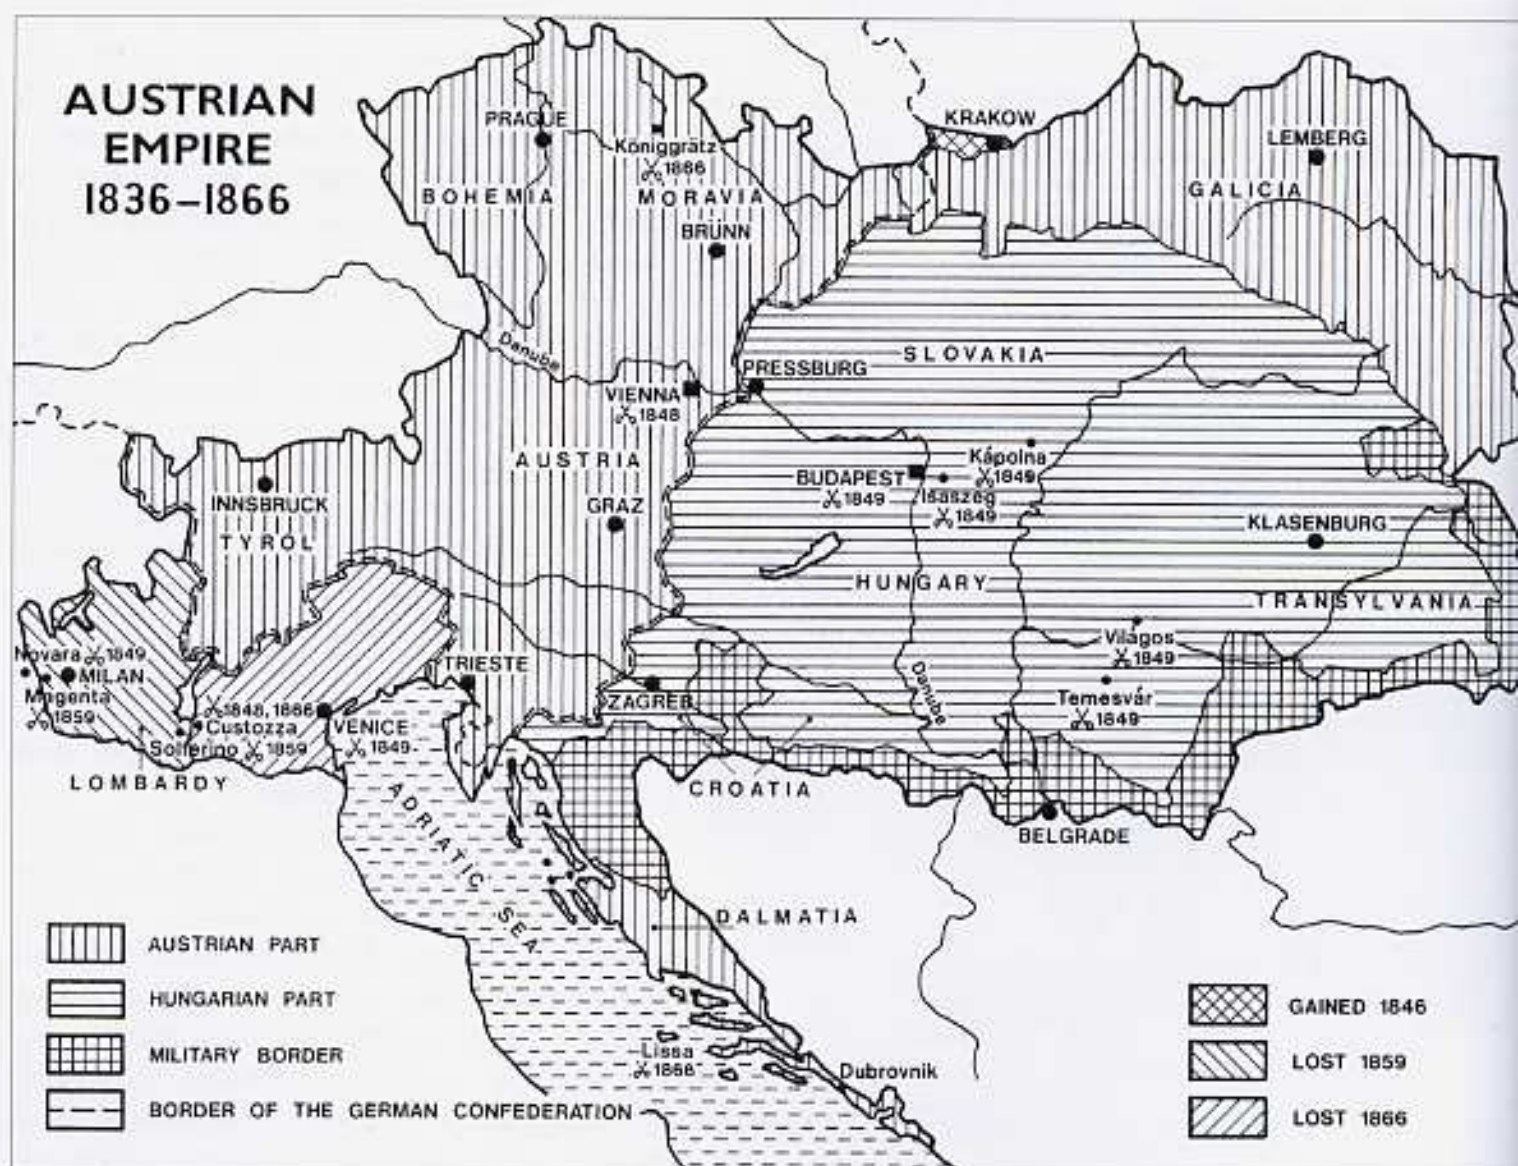 AUSTRIAN
EMPIRE
1836–1866
PRAGUE
Königgrätz
1866
BOHEMIA
MORAVIA
BRÜNN
KRAKOW
LEMBERG
GALICIA
Danube
SLOVAKIA
PRESSBURG
VIENNA
1848
AUSTRIA
GRAZ
INNSBRUCK
TYROL
BUDAPEST
1849
Kápolna
1849
Isaszeg
1849
KLASENBURG
HUNGARY
TRANSYLVANIA
Világos
1849
Temesvár
1849
Danube
Novara 1849
MILAN
Magenta
1859
1848, 1866
Custozza
Solferino 1859
LOMBARDY
VENICE
1849
TRIESTE
ZAGREB
CROATIA
BELGRADE
ADRIATIC SEA
DALMATIA
Lissa
1866
Dubrovnik
AUSTRIAN PART
HUNGARIAN PART
MILITARY BORDER
BORDER OF THE GERMAN CONFEDERATION
GAINED 1846
LOST 1859
LOST 1866